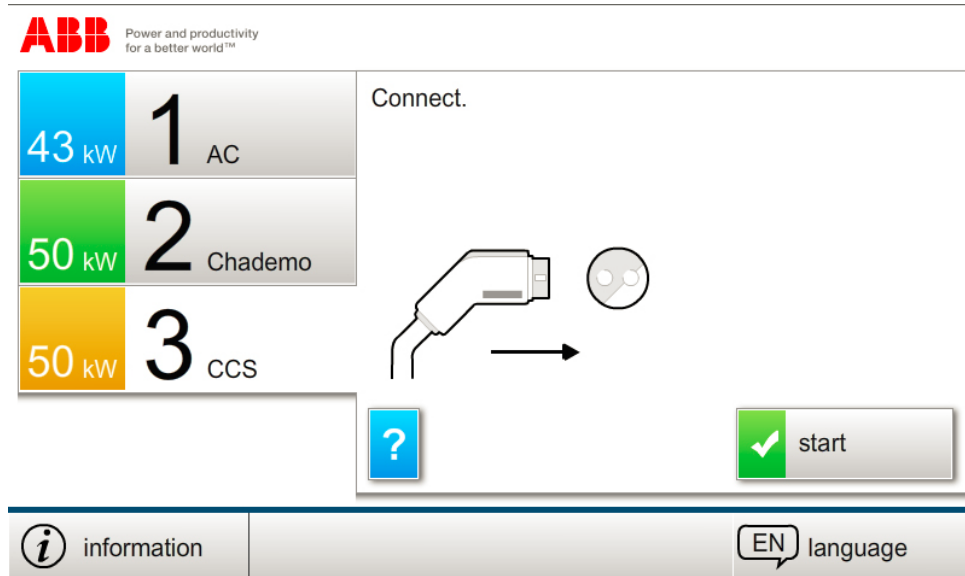 ABB
Power and productivity
for a better world™
43 kW 1 AC
50 kW 2 Chademo
50 kW 3 CCS
Connect.
?
start
i information
EN language